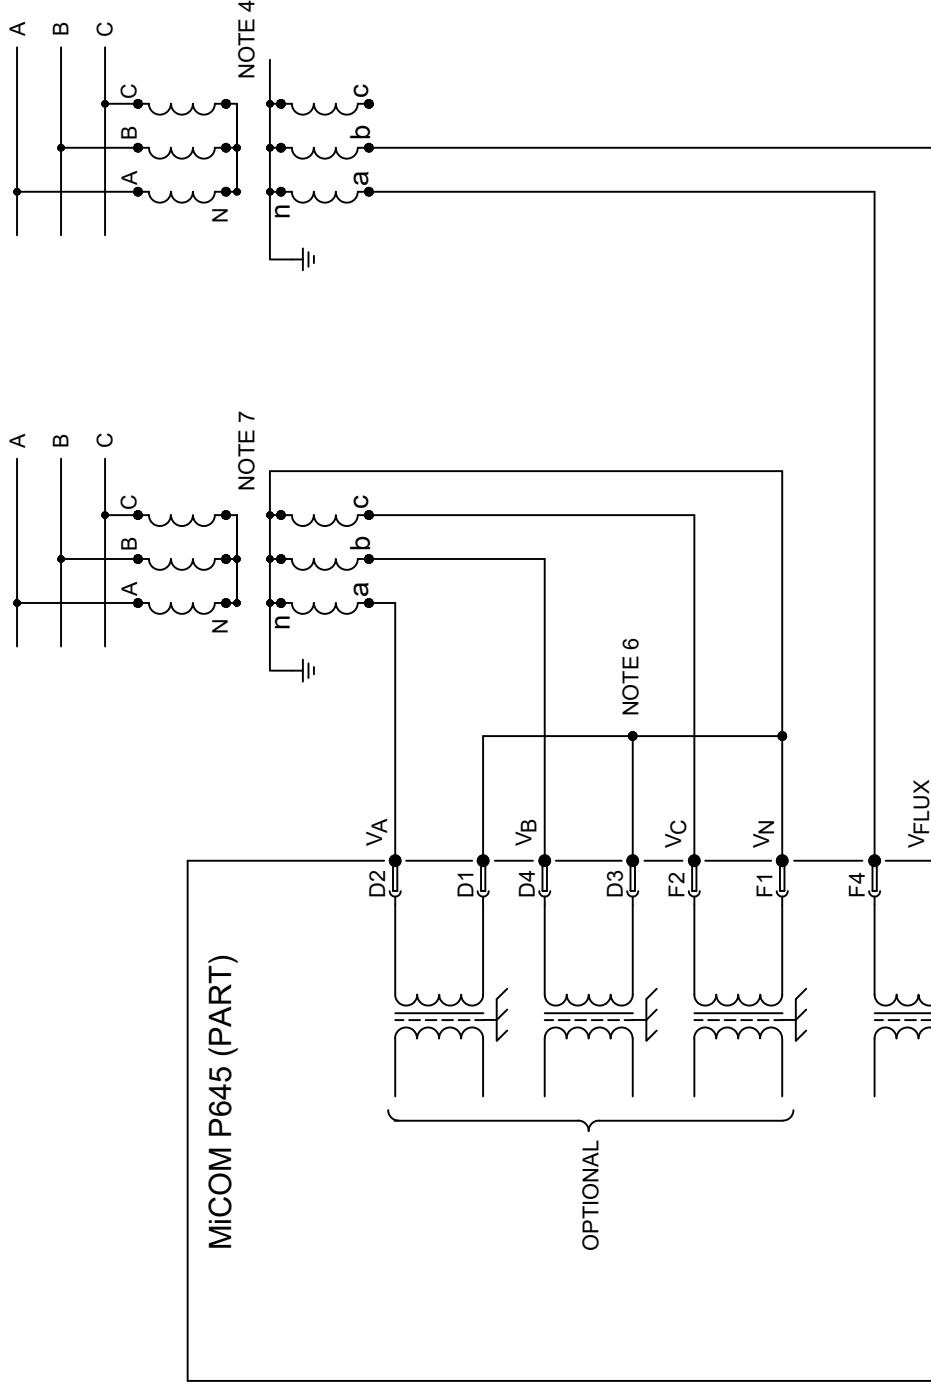 A
A
B
B
C
C
A B C
A B C
MiCOM P645 (PART)
N
N
NOTE 7
NOTE 4
n
n
a b c
a b c
D2 VA
D1
D4 VB
OPTIONAL
D3
NOTE 6
F2 VC
F1 VN
F4
VFLUX